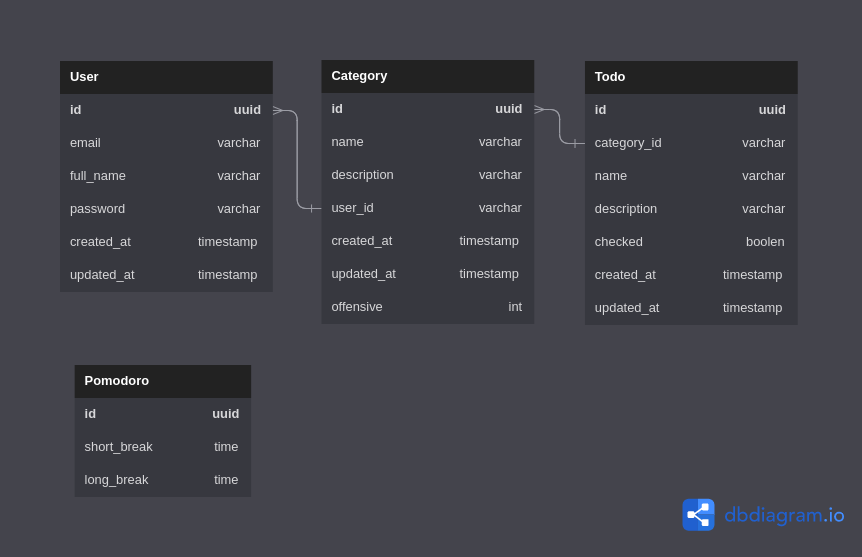 User
id uuid
email varchar
full_name varchar
password varchar
created_at timestamp
updated_at timestamp
Category
id uuid
name varchar
description varchar
user_id varchar
created_at timestamp
updated_at timestamp
offensive int
Todo
id uuid
category_id varchar
name varchar
description varchar
checked boolen
created_at timestamp
updated_at timestamp
Pomodoro
id uuid
short_break time
long_break time
dbdiagram.io